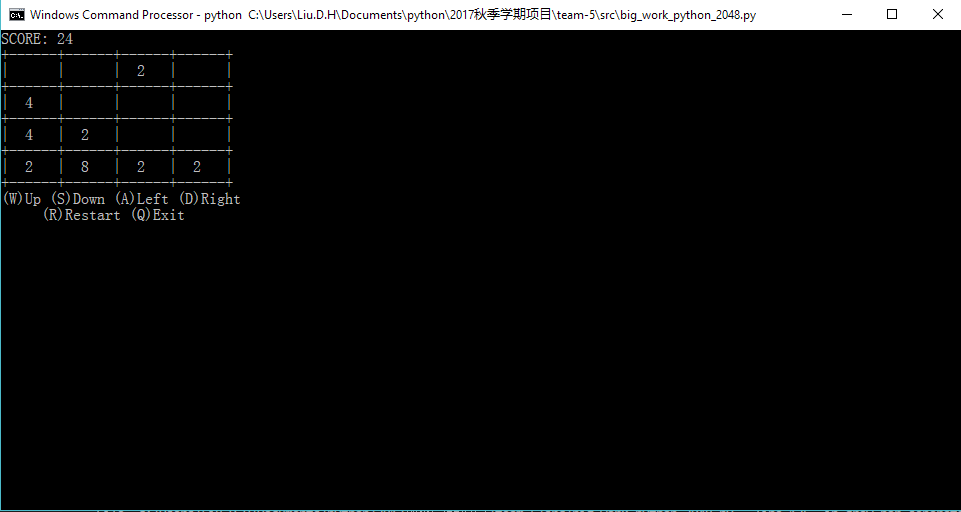 Windows Command Processor - python  C:\Users\Liu.D.H\Documents\python\2017秋季学期项目\team-5\src\big_work_python_2048.py
SCORE: 24
+------+------+------+------+
|      |      |  2   |      |
+------+------+------+------+
|  4   |      |      |      |
+------+------+------+------+
|  4   |  2   |      |      |
+------+------+------+------+
|  2   |  8   |  2   |  2   |
+------+------+------+------+
(W)Up (S)Down (A)Left (D)Right
     (R)Restart (Q)Exit